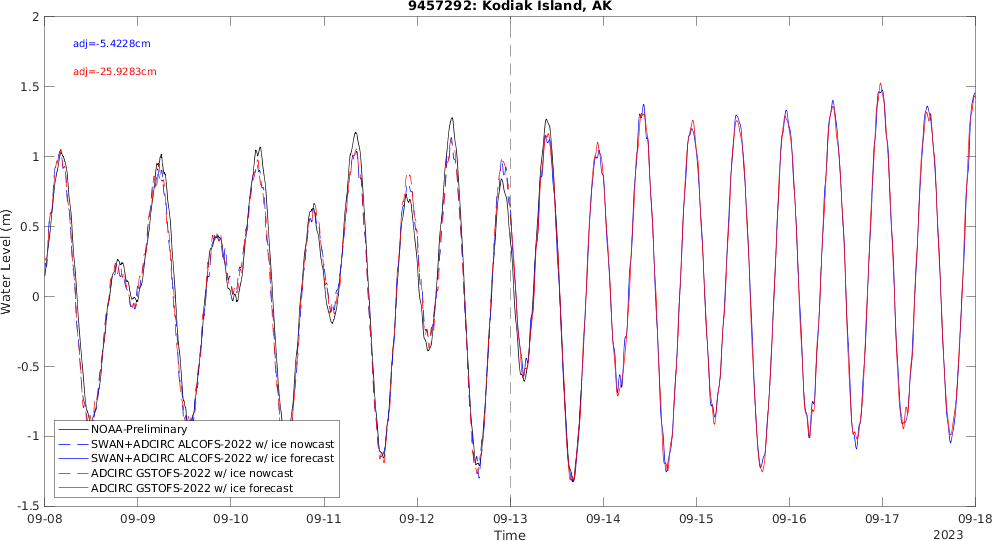 9457292: Kodiak Island, AK
adj=-5.4228cm
adj=-25.9283cm
Water Level (m)
2
1.5
1
0.5
0
-0.5
-1
-1.5
NOAA-Preliminary
SWAN+ADCIRC ALCOFS-2022 w/ ice nowcast
SWAN+ADCIRC ALCOFS-2022 w/ ice forecast
ADCIRC GSTOFS-2022 w/ ice nowcast
ADCIRC GSTOFS-2022 w/ ice forecast
09-08 09-09 09-10 09-11 09-12 09-13 09-14 09-15 09-16 09-17 09-18
Time
2023